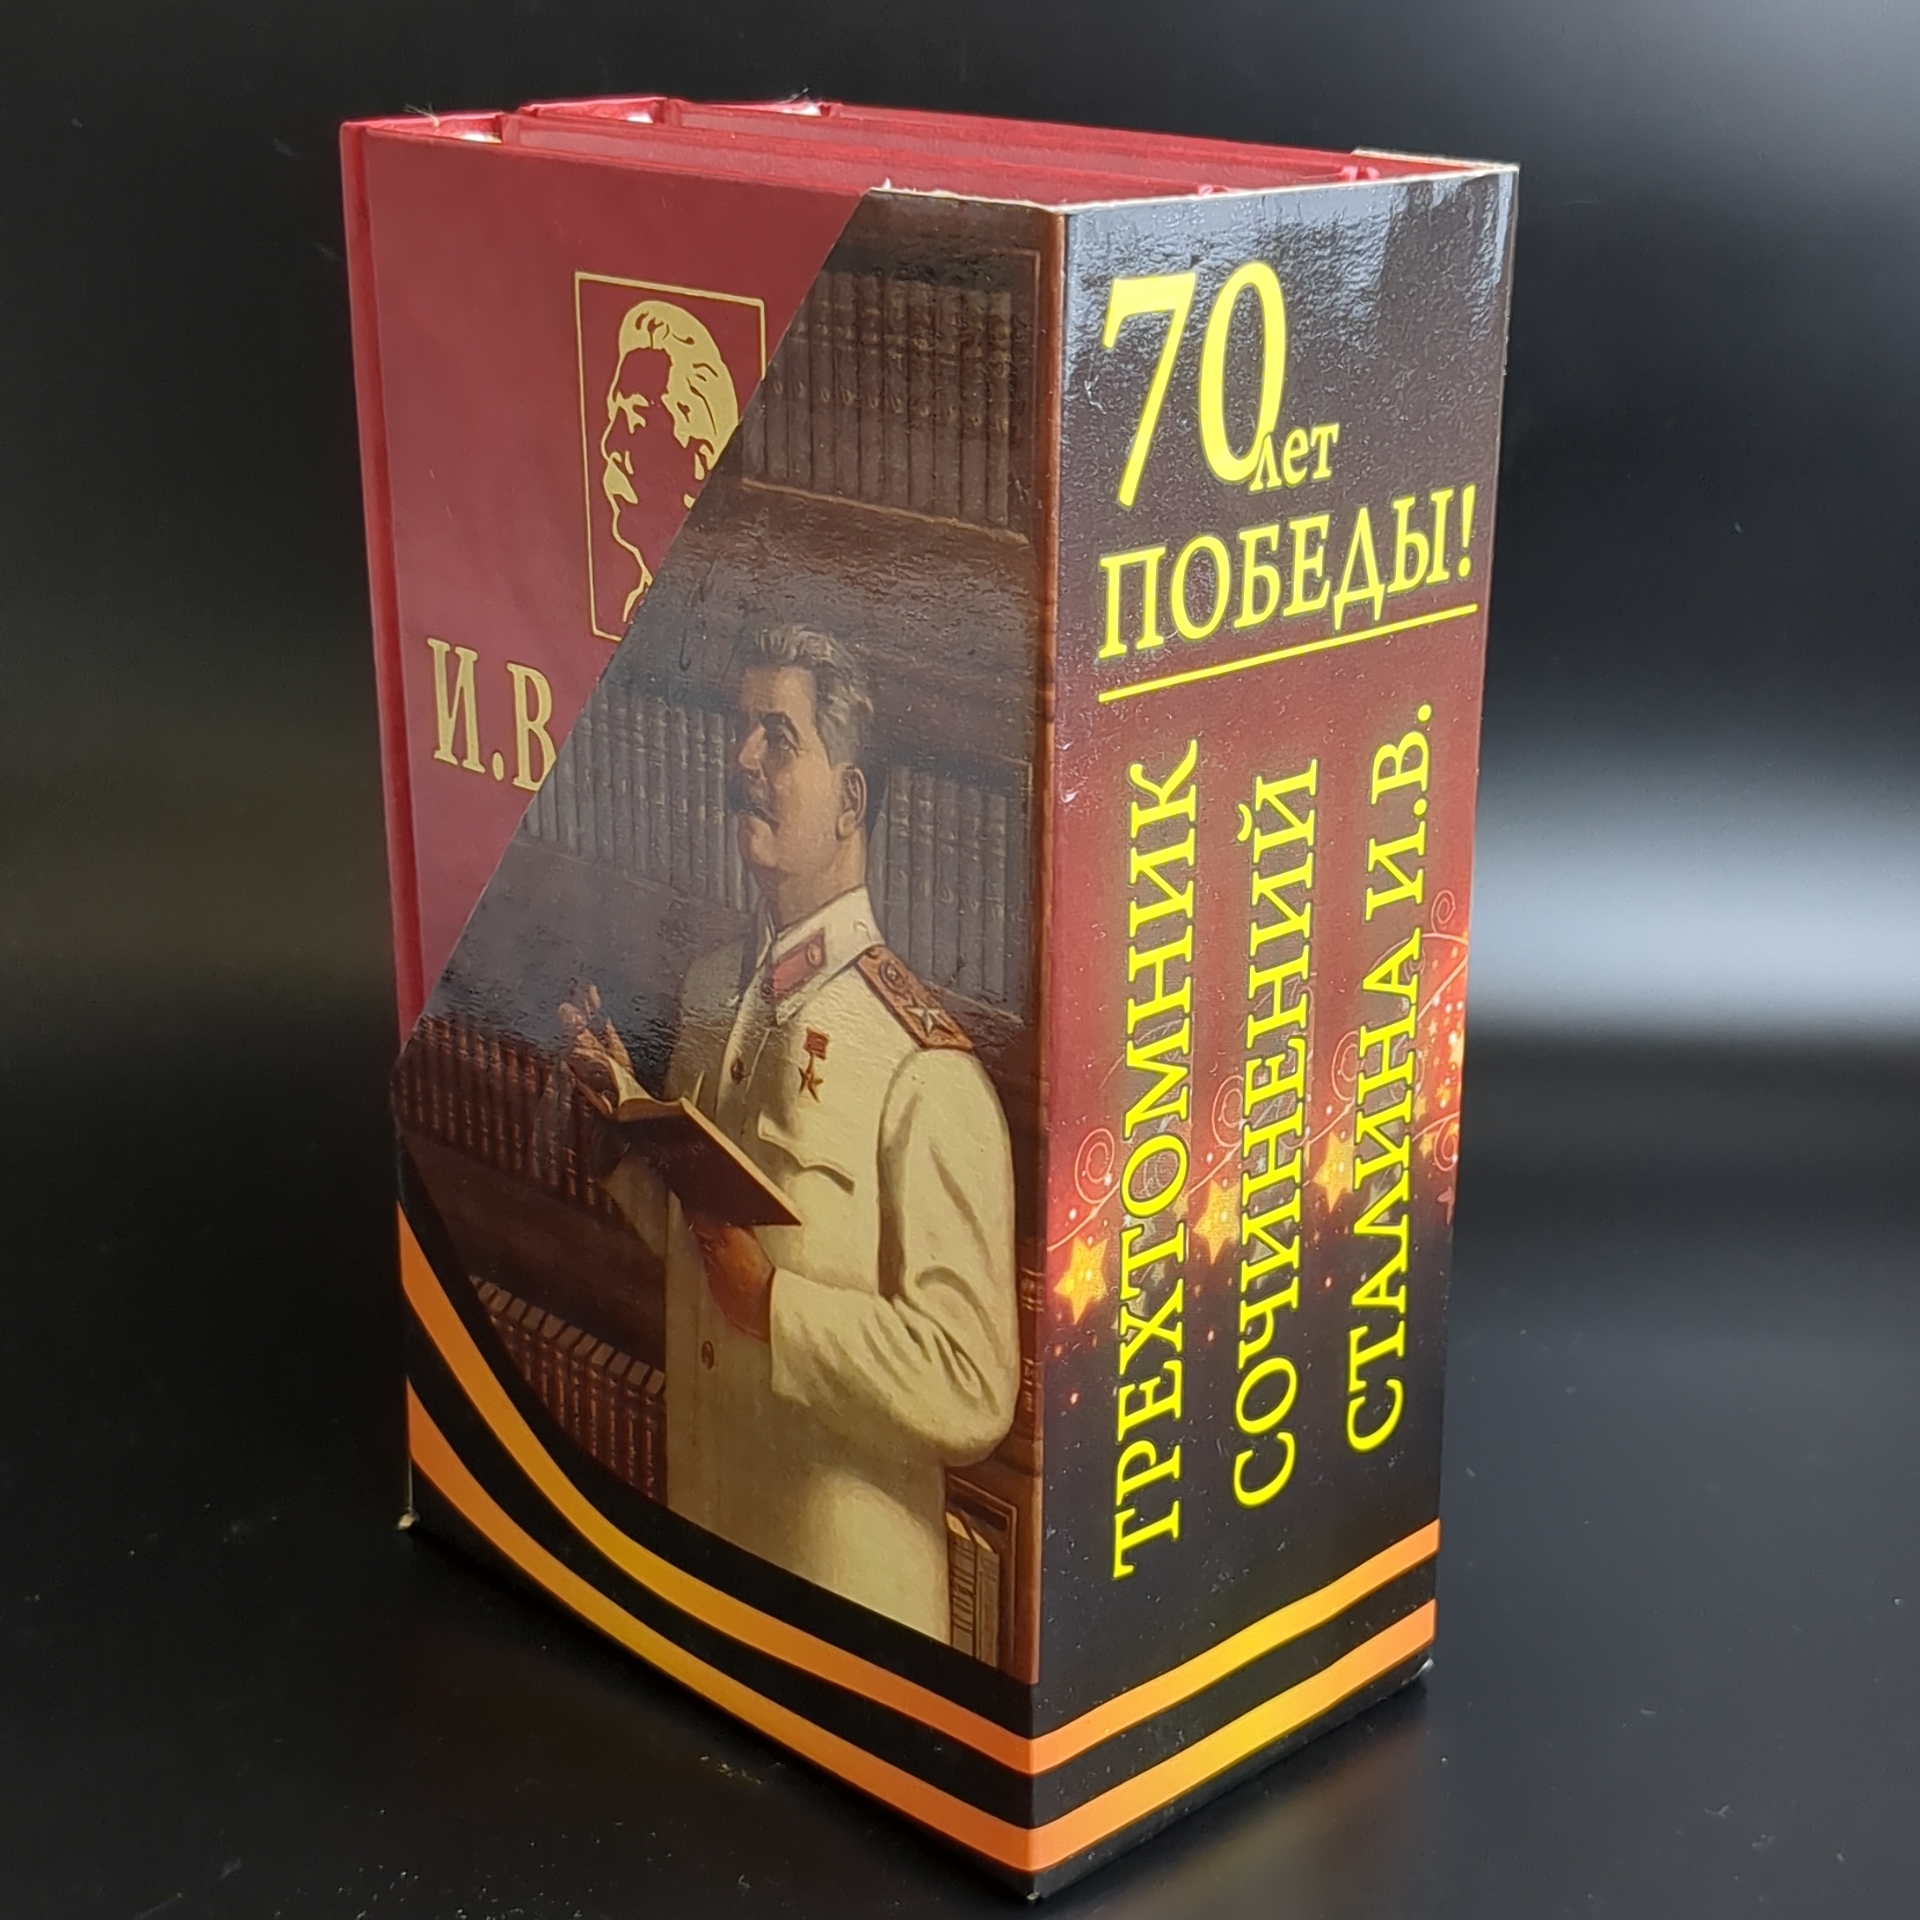 И.В
70 лет
ПОБЕДЫ!
ТРЕХТОМНИК
СОЧИНЕНИЙ
СТАЛИНА И.В.